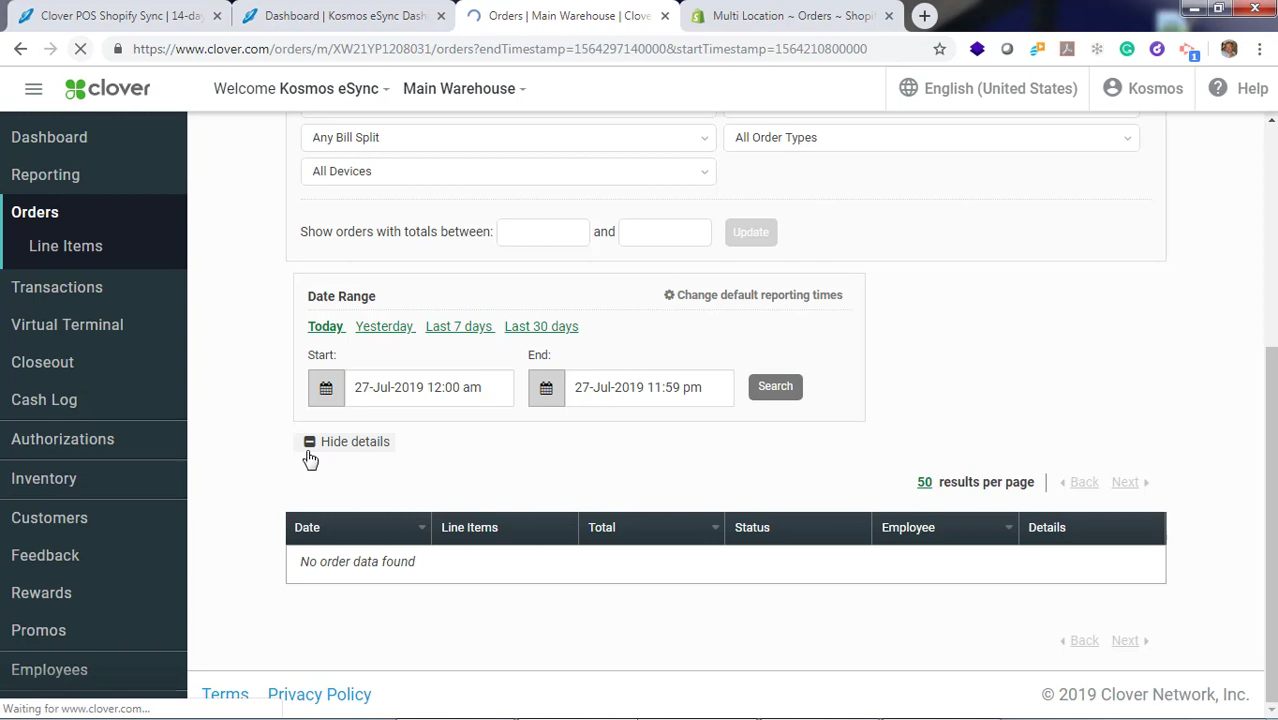 Clover POS Shopify Sync | 14-day
Dashboard | Kosmos eSync Dash
Orders | Main Warehouse | Clove
Multi Location ~ Orders ~ Shopif
https://www.clover.com/orders/m/XW21YP1208031/orders?endTimestamp=1564297140000&startTimestamp=1564210800000
1
clover
Welcome Kosmos eSync
Main Warehouse
English (United States)
Kosmos
Help
Dashboard
Reporting
Orders
Line Items
Transactions
Virtual Terminal
Closeout
Cash Log
Authorizations
Inventory
Customers
Feedback
Rewards
Promos
Employees
Any Bill Split
All Order Types
All Devices
Show orders with totals between: and Update
Date Range
Change default reporting times
Today Yesterday Last 7 days Last 30 days
Start: End:
27-Jul-2019 12:00 am 27-Jul-2019 11:59 pm Search
Hide details
50 results per page Back Next
Date Line Items Total Status Employee Details
No order data found
Back Next
Terms Privacy Policy © 2019 Clover Network, Inc.
Waiting for www.clover.com...